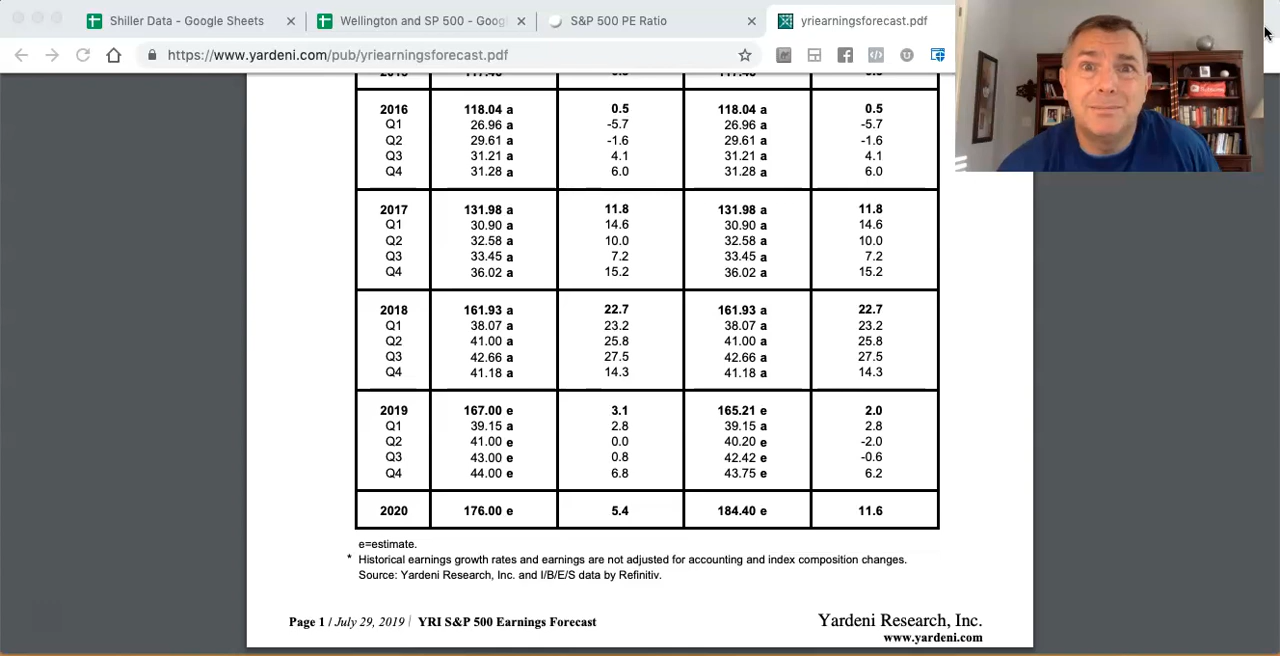 Shiller Data - Google Sheets
Wellington and SP 500 - Goog
S&P 500 PE Ratio
yriearningsforecast.pdf
https://www.yardeni.com/pub/yriearningsforecast.pdf
2016 118.04 a 0.5 118.04 a 0.5
Q1 26.96 a -5.7 26.96 a -5.7
Q2 29.61 a -1.6 29.61 a -1.6
Q3 31.21 a 4.1 31.21 a 4.1
Q4 31.28 a 6.0 31.28 a 6.0
2017 131.98 a 11.8 131.98 a 11.8
Q1 30.90 a 14.6 30.90 a 14.6
Q2 32.58 a 10.0 32.58 a 10.0
Q3 33.45 a 7.2 33.45 a 7.2
Q4 36.02 a 15.2 36.02 a 15.2
2018 161.93 a 22.7 161.93 a 22.7
Q1 38.07 a 23.2 38.07 a 23.2
Q2 41.00 a 25.8 41.00 a 25.8
Q3 42.66 a 27.5 42.66 a 27.5
Q4 41.18 a 14.3 41.18 a 14.3
2019 167.00 e 3.1 165.21 e 2.0
Q1 39.15 a 2.8 39.15 a 2.8
Q2 41.00 e 0.0 40.20 e -2.0
Q3 43.00 e 0.8 42.42 e -0.6
Q4 44.00 e 6.8 43.75 e 6.2
2020 176.00 e 5.4 184.40 e 11.6
e=estimate.
* Historical earnings growth rates and earnings are not adjusted for accounting and index composition changes.
Source: Yardeni Research, Inc. and I/B/E/S data by Refinitiv.
Page 1 / July 29, 2019 | YRI S&P 500 Earnings Forecast
Yardeni Research, Inc.
www.yardeni.com